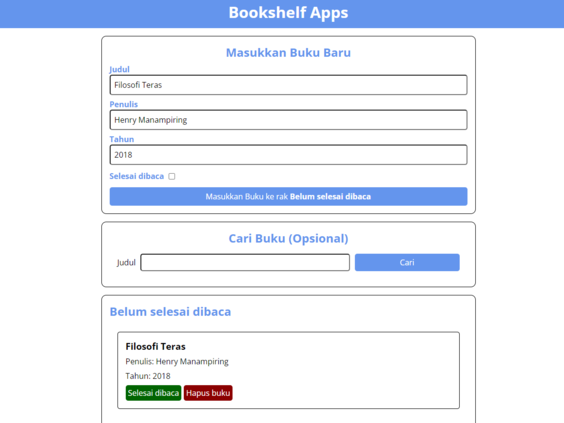 Bookshelf Apps
Masukkan Buku Baru
Judul
Filosofi Teras
Penulis
Henry Manampiring
Tahun
2018
Selesai dibaca
Masukkan Buku ke rak Belum selesai dibaca
Cari Buku (Opsional)
Judul Cari
Belum selesai dibaca
Filosofi Teras
Penulis: Henry Manampiring
Tahun: 2018
Selesai dibaca Hapus buku